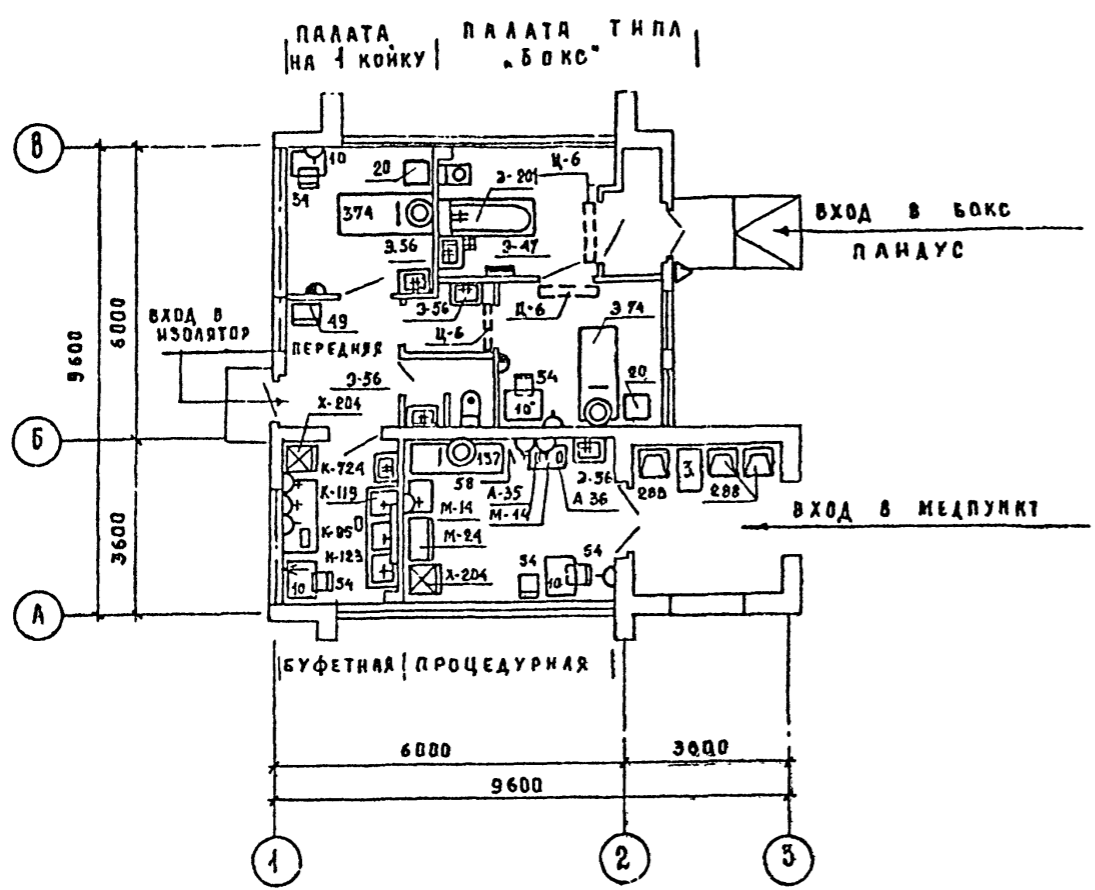 ПАЛАТА
НА 1 КОЙКУ
ПАЛАТА ТИПА
„БОКС“
В
10
20
54
374
Э-56
Ц-6
Э-201
Э-47
ВХОД В БОКС
ПАНДУС
ВХОД В
ИЗОЛЯТОР
49
Э-56
Ц-6
Ц-6
Э-74
ПЕРЕДНЯЯ
Э-56
54
10
20
9600
6000
Б
Х-204
К-724
К-119
К-85
К-123
10
54
137
58
А-35
М-14
А 36
Э-56
М-14
М-24
Х-204
54
10
54
288
3
288
ВХОД В МЕДПУНКТ
3600
А
БУФЕТНАЯ
ПРОЦЕДУРНАЯ
6000
3600
9600
1
2
3